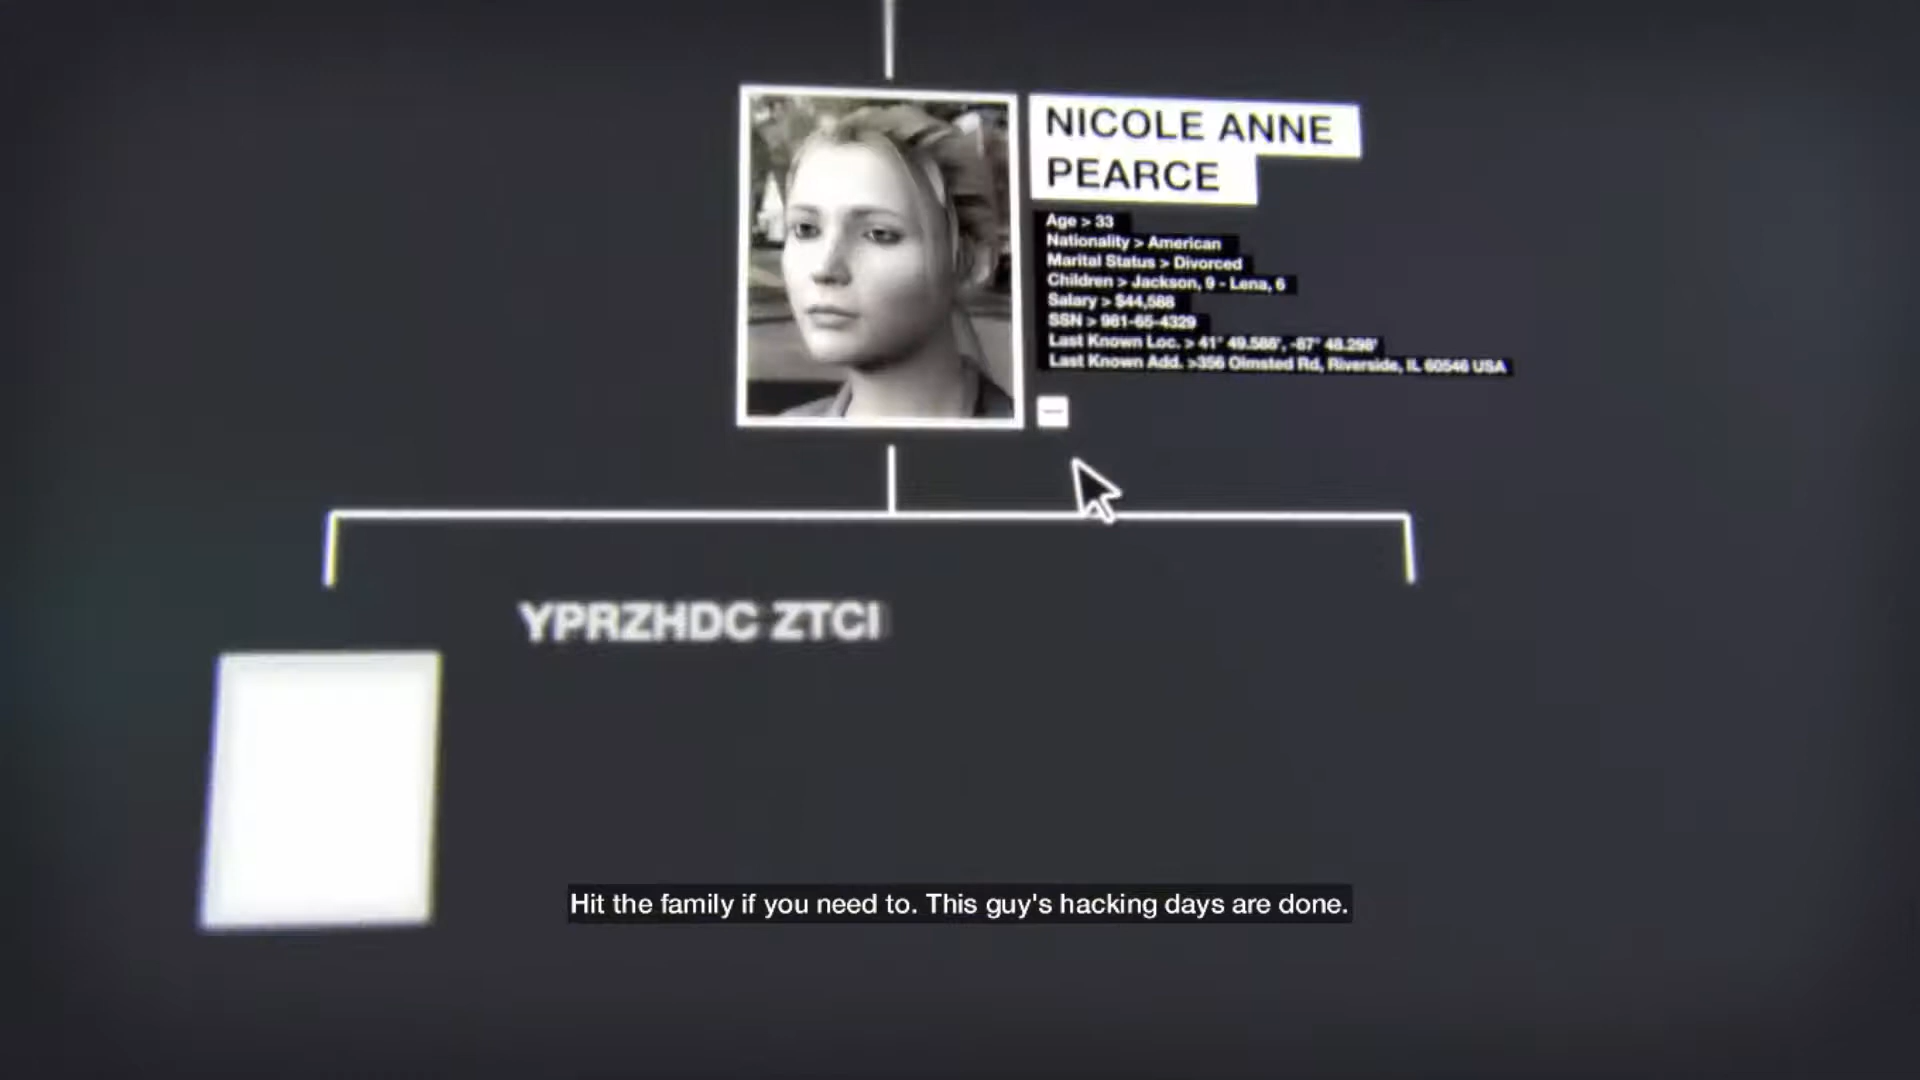 NICOLE ANNE
PEARCE
Age > 33
Nationality > American
Marital Status > Divorced
Children > Jackson, 9 - Lena, 6
Salary > $44,588
SSN > 981-65-4329
Last Known Loc. > 41° 49.586', -87° 48.298'
Last Known Add. >356 Olmsted Rd, Riverside, IL 60546 USA
YPRZHDC ZTCI
Hit the family if you need to. This guy's hacking days are done.